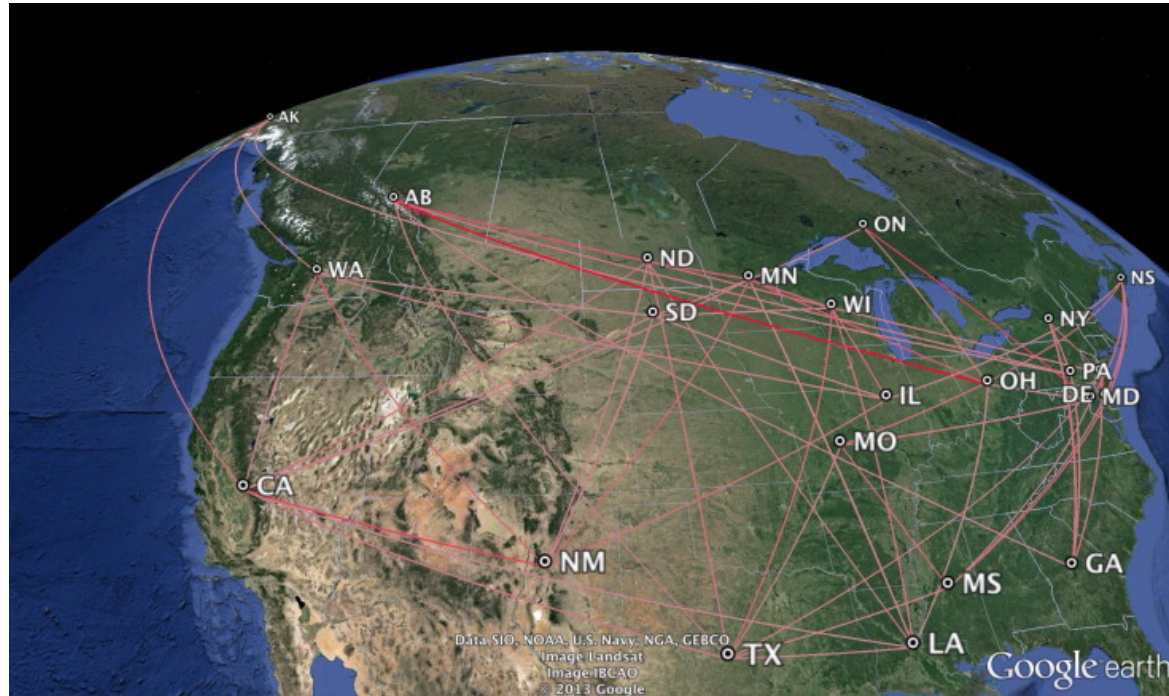 AK
AB
ON
ND
WA
MN
NS
WI
SD
NY
PA
OH
DE MD
IL
MO
CA
NM
GA
MS
LA
TX
Data SIO, NOAA, U.S. Navy, NGA, GEBCO
Image Landsat
Image IBCAO
© 2013 Google
Google earth